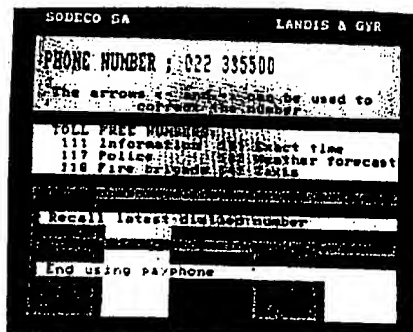 SODECO SA LANDIS & GYR
PHONE NUMBER : 022 335500
The arrows and can be used to
correct the number
TOLL FREE NUMBERS
111 Information Exact time
117 Police Weather forecast
118 Fire brigade Taxis
Recall latest dialled number
End using payphone